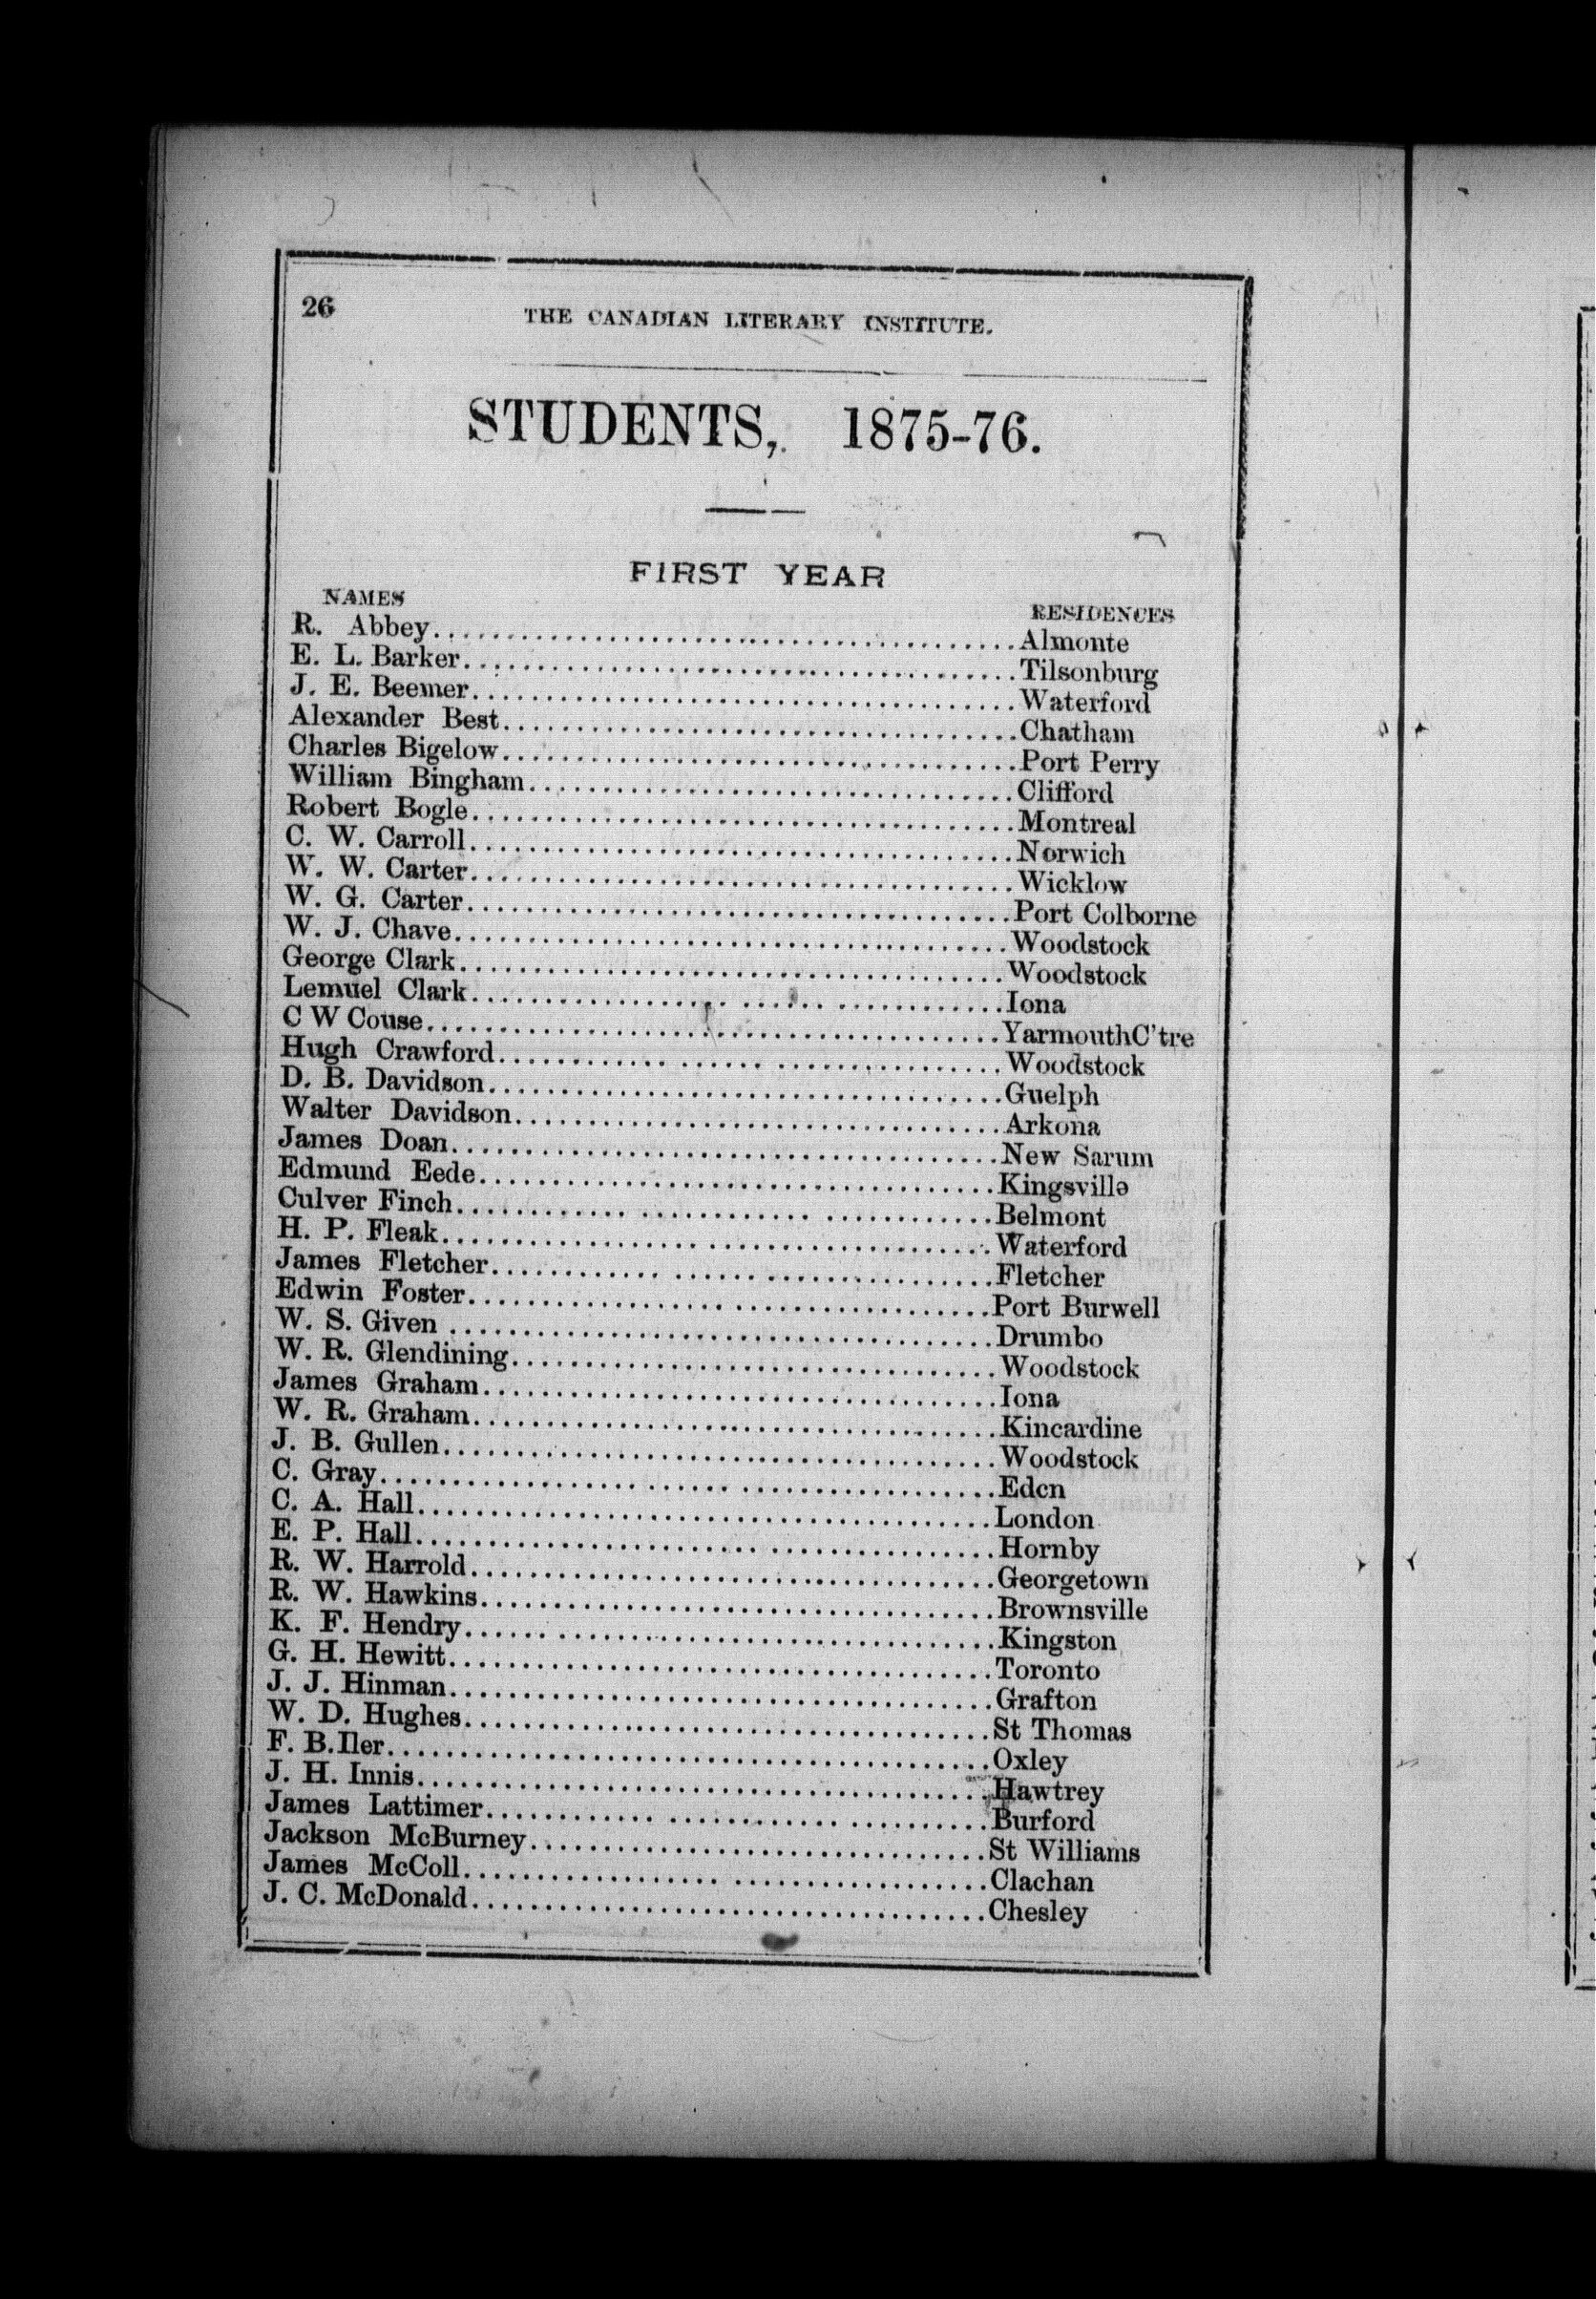 26
THE CANADIAN LITERARY INSTITUTE.
STUDENTS, 1875-76.
FIRST YEAR
NAMES RESIDENCES
R. Abbey........................................Almonte
E. L. Barker........................................Tilsonburg
J. E. Beemer........................................Waterford
Alexander Best........................................Chatham
Charles Bigelow........................................Port Perry
William Bingham........................................Clifford
Robert Bogle........................................Montreal
C. W. Carroll........................................Norwich
W. W. Carter........................................Wicklow
W. G. Carter........................................Port Colborne
W. J. Chave........................................Woodstock
George Clark........................................Woodstock
Lemuel Clark........................................Iona
C W Couse........................................YarmouthC'tre
Hugh Crawford........................................Woodstock
D. B. Davidson........................................Guelph
Walter Davidson........................................Arkona
James Doan........................................New Sarum
Edmund Eede........................................Kingsville
Culver Finch........................................Belmont
H. P. Fleak........................................Waterford
James Fletcher........................................Fletcher
Edwin Foster........................................Port Burwell
W. S. Given ........................................Drumbo
W. R. Glendining........................................Woodstock
James Graham........................................Iona
W. R. Graham........................................Kincardine
J. B. Gullen........................................Woodstock
C. Gray........................................Eden
C. A. Hall........................................London
E. P. Hall........................................Hornby
R. W. Harrold........................................Georgetown
R. W. Hawkins........................................Brownsville
K. F. Hendry........................................Kingston
G. H. Hewitt........................................Toronto
J. J. Hinman........................................Grafton
W. D. Hughes........................................St Thomas
F. B. Iler........................................Oxley
J. H. Innis........................................Hawtrey
James Lattimer........................................Burford
Jackson McBurney........................................St Williams
James McColl........................................Clachan
J. C. McDonald........................................Chesley